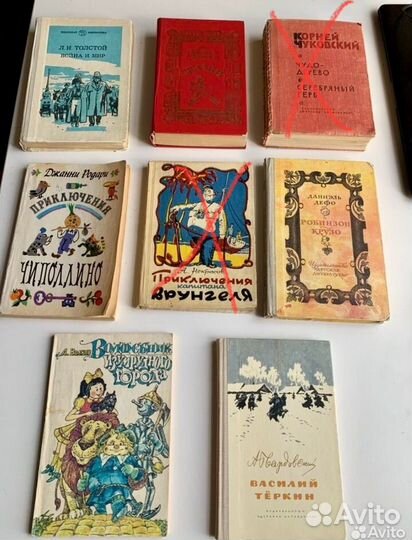 Л. Н. ТОЛСТОЙ
ВОЙНА И МИР
КОРНЕЙ
ЧУКОВСКИЙ
ЧУДО-
ДЕРЕВО
СЕРЕБРЯНЫЙ
ГЕРБ
Джанни Родари
ПРИКЛЮЧЕНИЯ
ЧИПОЛЛИНО
А. Некрасов
Приключения
капитана
ВРУНГЕЛЯ
ДАНИЭЛЬ
ДЕФО
РОБИНЗОН
КРУЗО
А. Волков
ВОЛШЕБНИК
ИЗУМРУДНОГО
ГОРОДА
А. Твардовский
ВАСИЛИЙ
ТЁРКИН
Avito